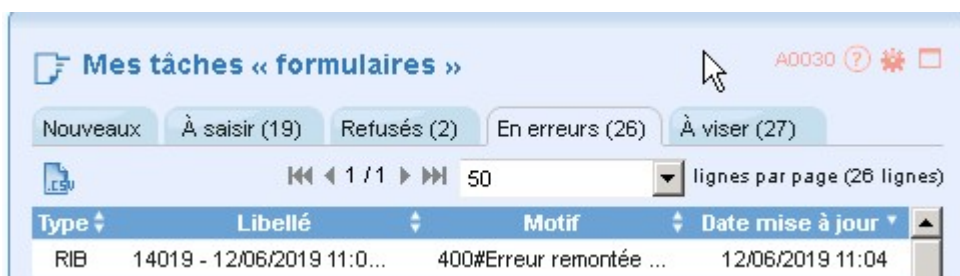 Mes tâches « formulaires »
A0030 ?
Nouveaux À saisir (19) Refusés (2) En erreurs (26) À viser (27)
.CSV 1 / 1 50 lignes par page (26 lignes)
Type Libellé Motif Date mise à jour
RIB 14019 - 12/06/2019 11:0... 400#Erreur remontée ... 12/06/2019 11:04